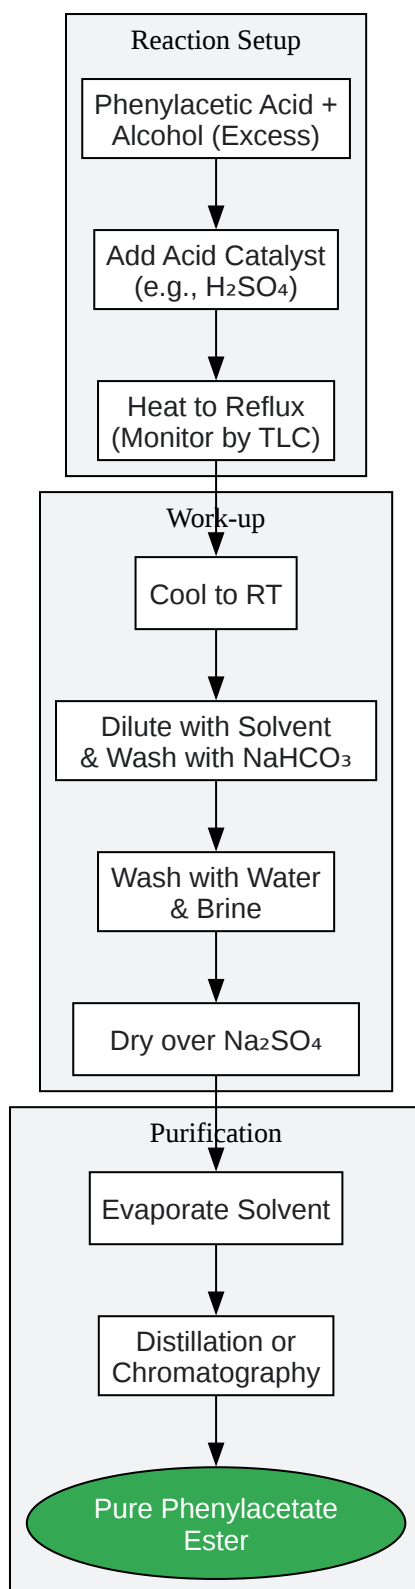 Reaction Setup
Phenylacetic Acid +
Alcohol (Excess)
Add Acid Catalyst
(e.g., H₂SO₄)
Heat to Reflux
(Monitor by TLC)
Work-up
Cool to RT
Dilute with Solvent
& Wash with NaHCO₃
Wash with Water
& Brine
Dry over Na₂SO₄
Purification
Evaporate Solvent
Distillation or
Chromatography
Pure Phenylacetate
Ester